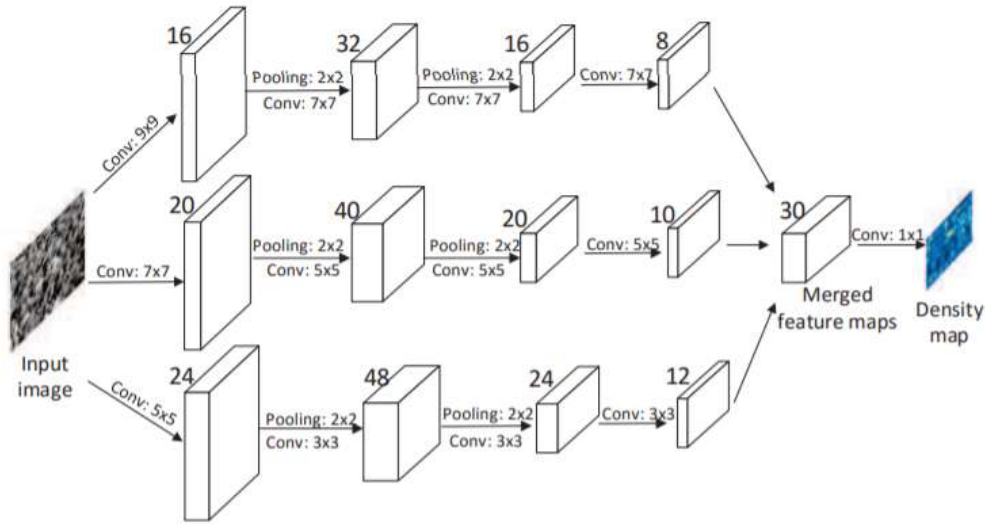 16
32
16
8
Pooling: 2x2
Conv: 7x7
Pooling: 2x2
Conv: 7x7
Conv: 7x7
Conv: 9x9
20
40
20
10
30
Conv: 7x7
Pooling: 2x2
Conv: 5x5
Pooling: 2x2
Conv: 5x5
Conv: 5x5
Conv: 1x1
Merged
feature maps
Density
map
Input
image
24
48
24
12
Conv: 5x5
Pooling: 2x2
Conv: 3x3
Pooling: 2x2
Conv: 3x3
Conv: 3x3